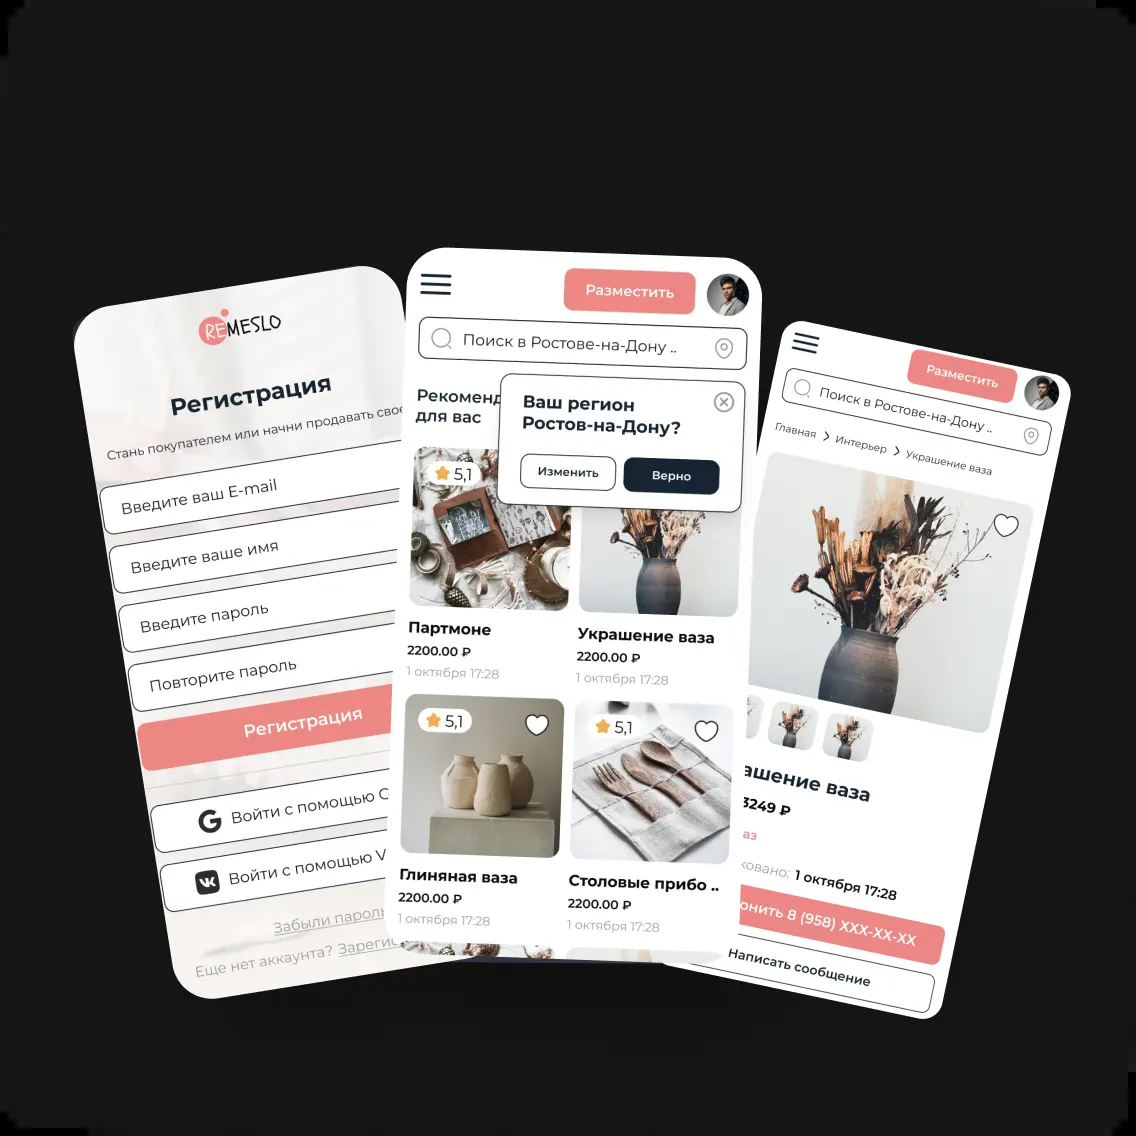 REMESLO
Регистрация
Стань покупателем или начни продавать свое
Введите ваш E-mail
Введите ваше имя
Введите пароль
Повторите пароль
Регистрация
Войти с помощью
Войти с помощью
Забыли пароль
Еще нет аккаунта?
Разместить
Поиск в Ростове-на-Дону ..
Рекоменд
для вас
Ваш регион
Ростов-на-Дону?
Изменить Верно
5,1
Партмоне
2200.00 ₽
1 октября 17:28
Украшение ваза
2200.00 ₽
1 октября 17:28
5,1
Глиняная ваза
2200.00 ₽
1 октября 17:28
5,1
Столовые прибо ..
2200.00 ₽
1 октября 17:28
Разместить
Поиск в Ростове-на-Дону ..
Главная > Интерьер > Украшение ваза
ашение ваза
3249 ₽
аз
ковано: 1 октября 17:28
онить 8 (958) XXX-XX-XX
Написать сообщение